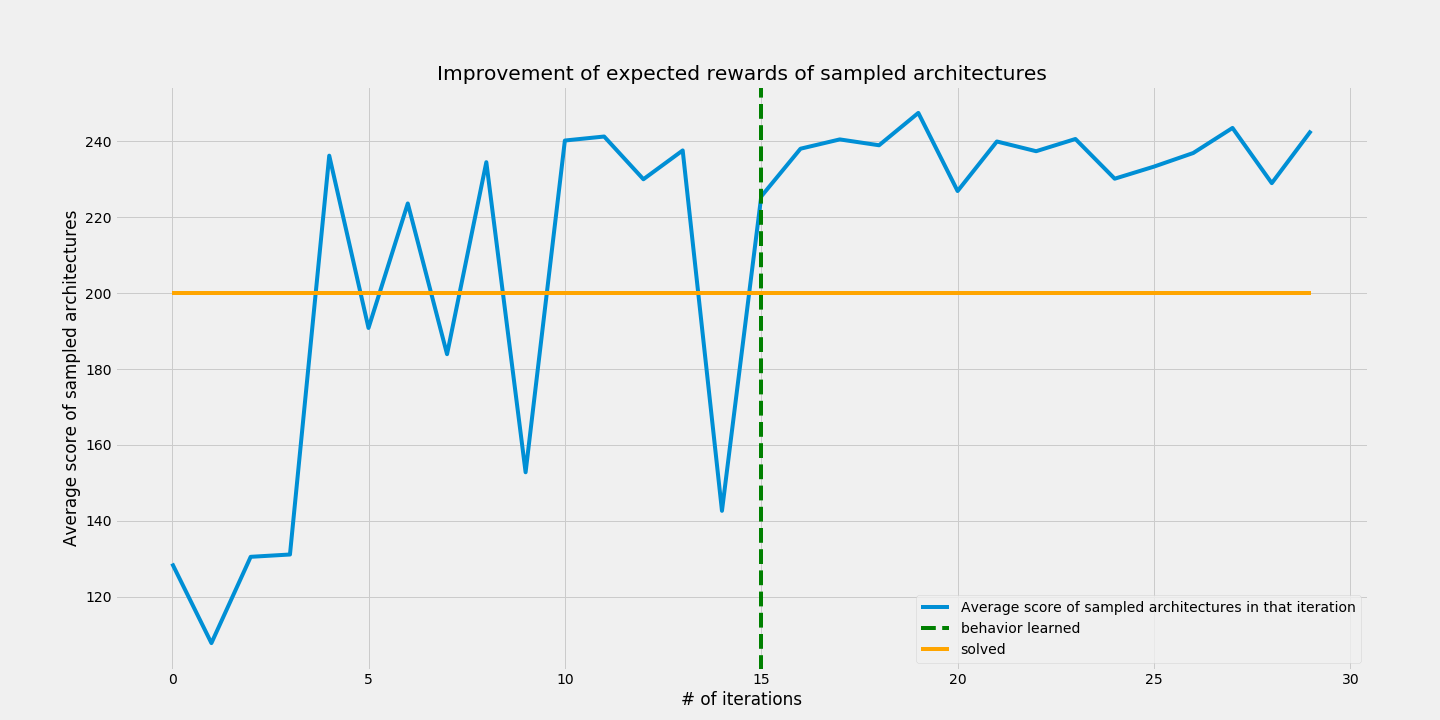 Improvement of expected rewards of sampled architectures
Average score of sampled architectures
240
220
200
180
160
140
120
0 5 10 15 20 25 30
# of iterations
Average score of sampled architectures in that iteration
behavior learned
solved